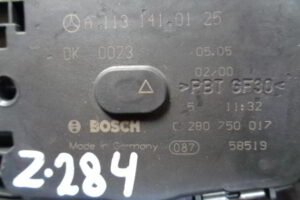 A 113 141 01 25
DK 0023
05.05
02/00
>PBT GF30<
5 11:32
BOSCH
0 280 750 017
Made in Germany
087
58519
Z.284